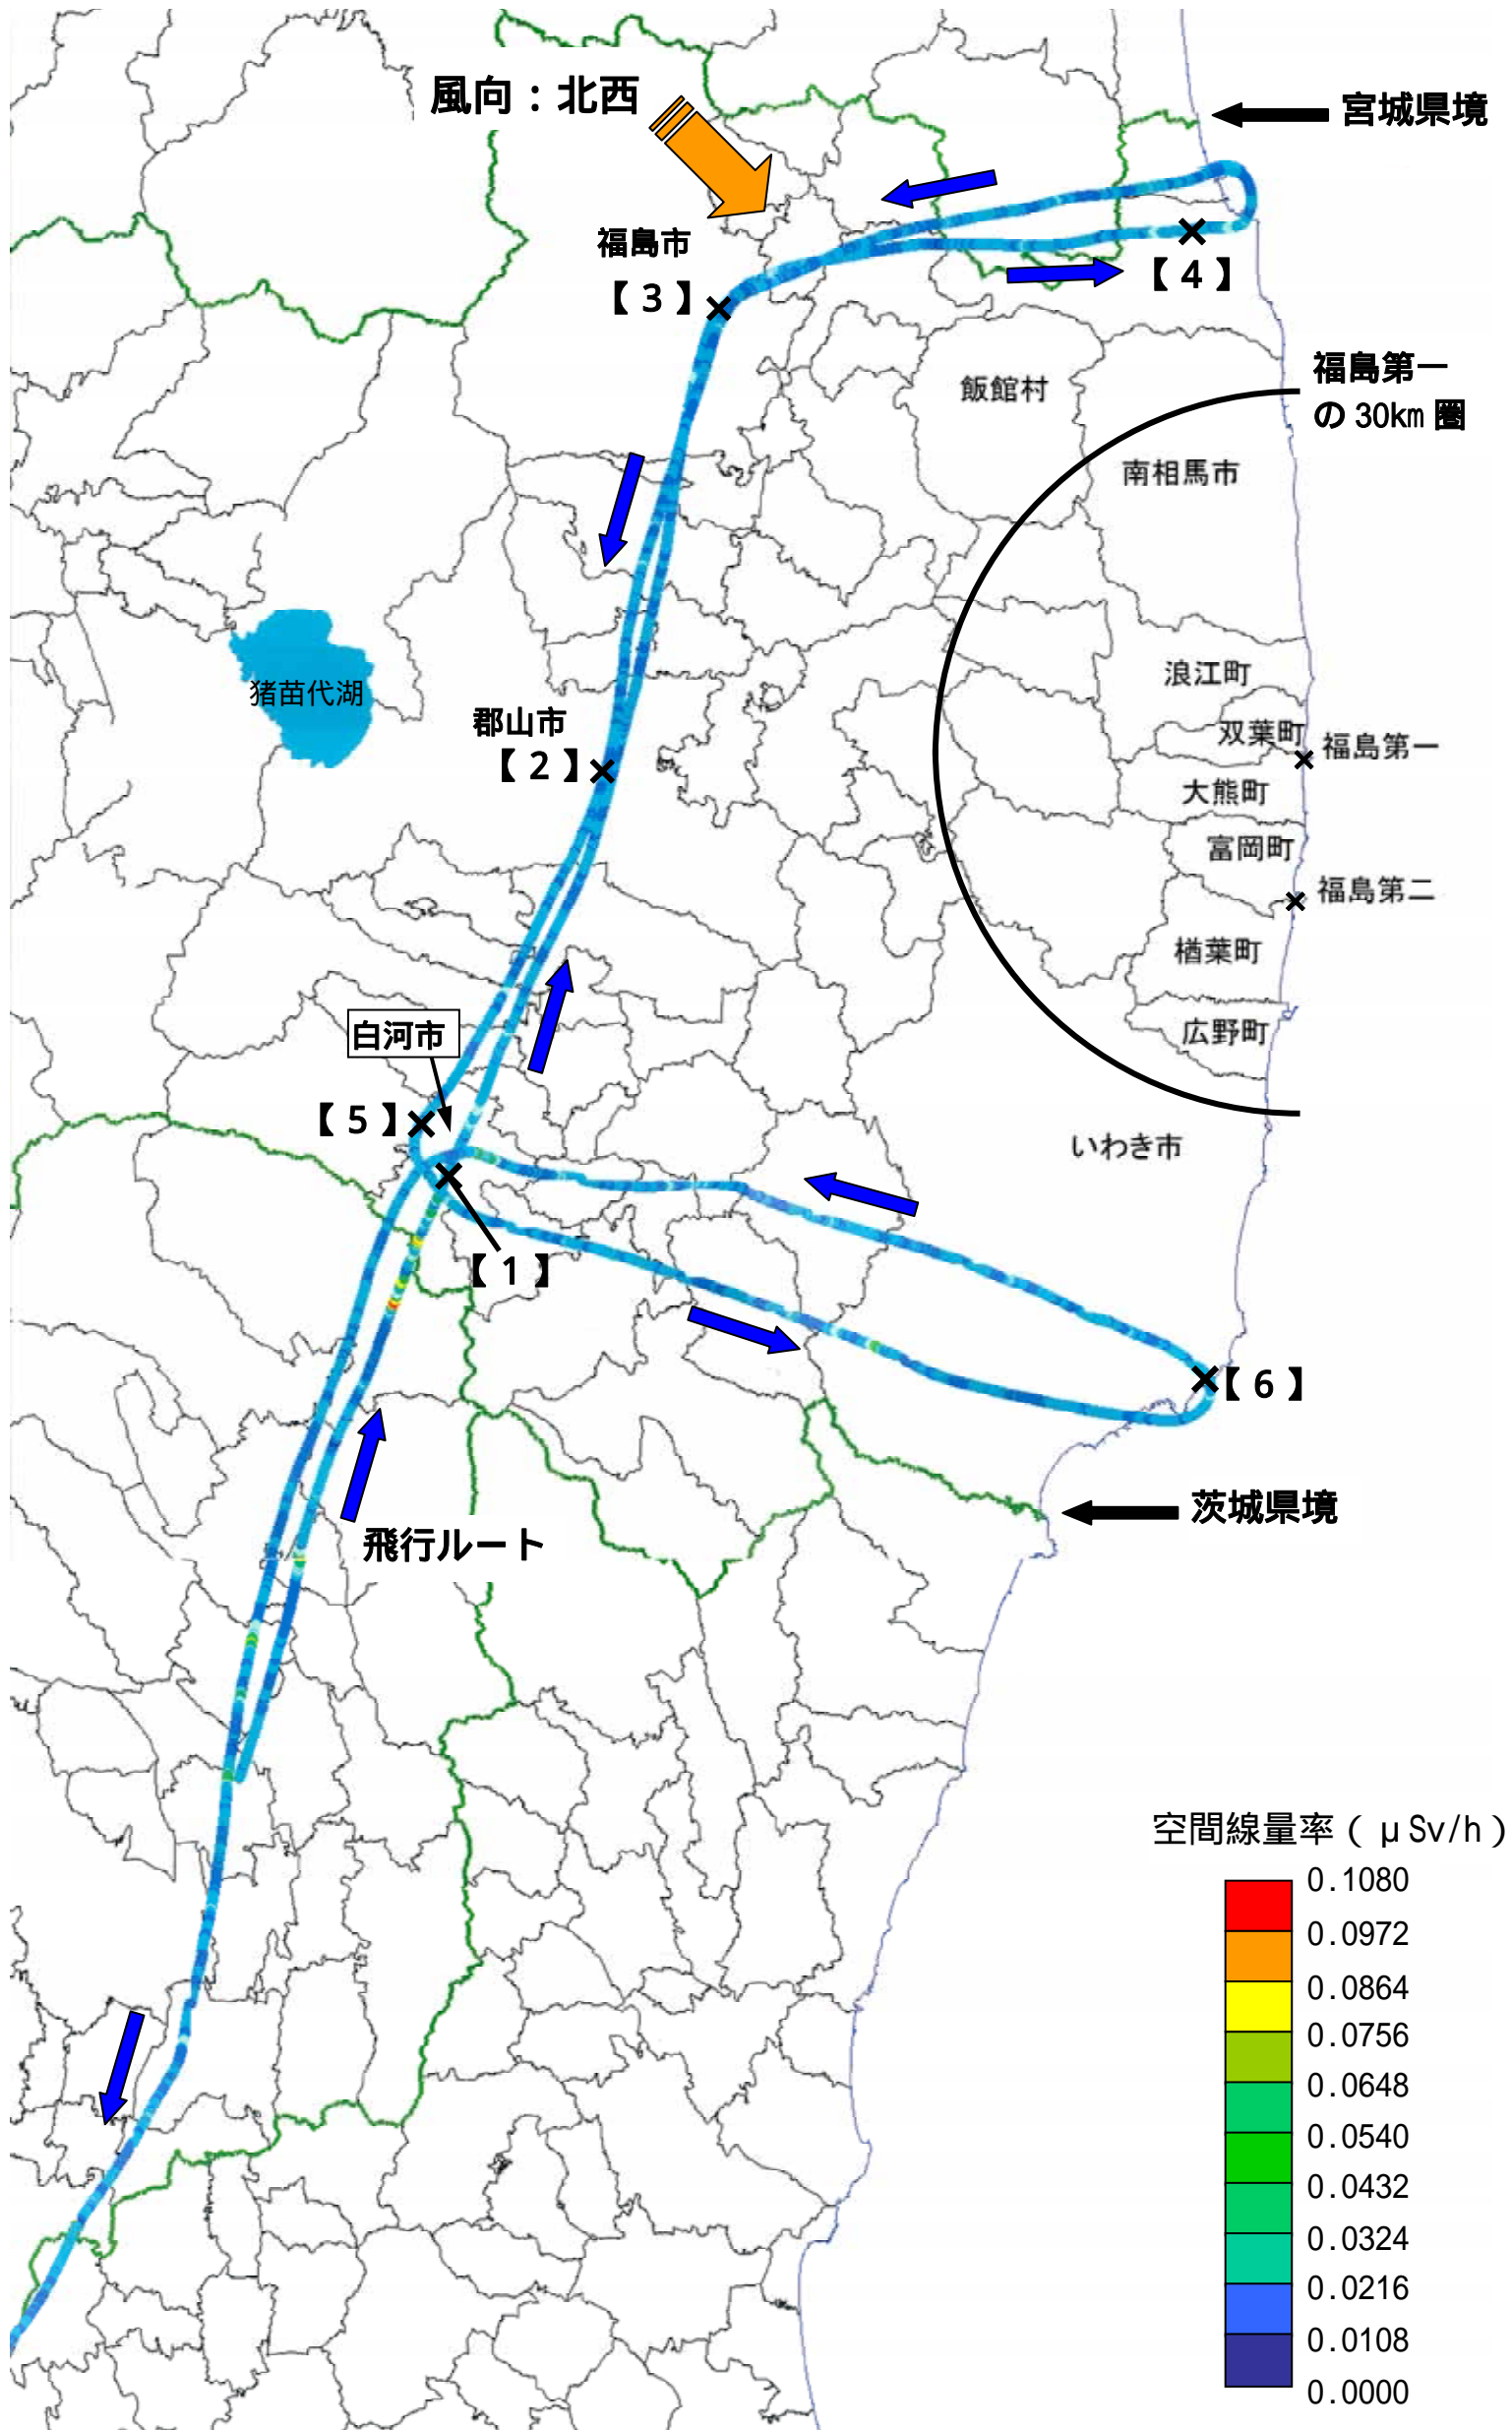 風向：北西
宮城県境
福島市
【3】
【4】
福島第一
の30km圏
飯館村
南相馬市
猪苗代湖
浪江町
郡山市
【2】
双葉町
福島第一
大熊町
富岡町
福島第二
楢葉町
白河市
広野町
【5】
いわき市
【1】
【6】
茨城県境
飛行ルート
空間線量率（μSv/h）
0.1080
0.0972
0.0864
0.0756
0.0648
0.0540
0.0432
0.0324
0.0216
0.0108
0.0000